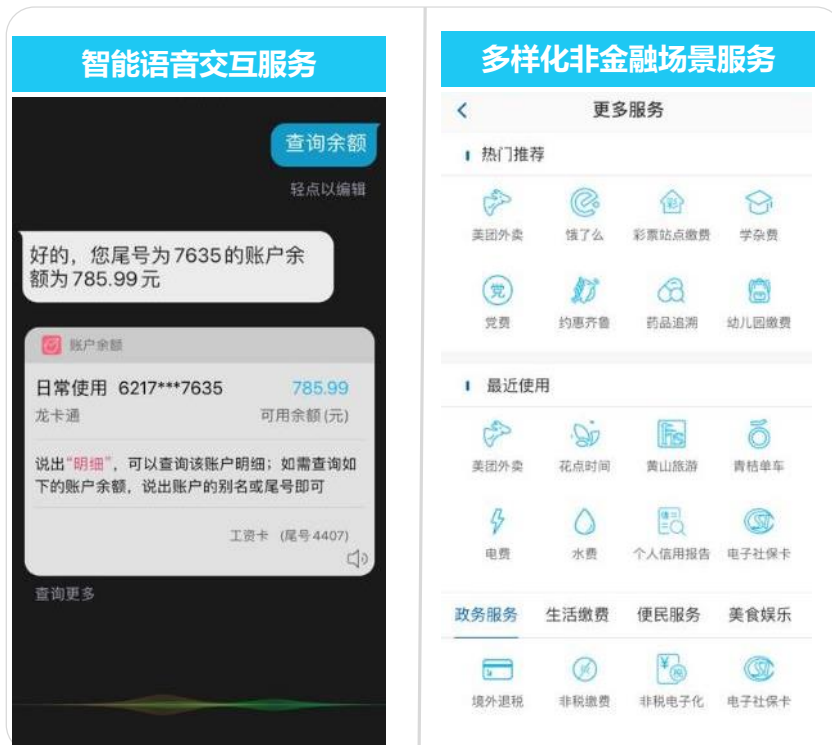 智能语音交互服务
查询余额
轻点以编辑
好的，您尾号为7635的账户余
额为785.99元
账户余额
日常使用 6217***7635 785.99
龙卡通 可用余额(元)
说出“明细”，可以查询该账户明细；如需查询如
下的账户余额，说出账户的别名或尾号即可
工资卡 (尾号4407)
查询更多
多样化非金融场景服务
更多服务
热门推荐
美团外卖 饿了么 彩票站点缴费 学杂费
党
彩
党费 约惠齐鲁 药品追溯 幼儿园缴费
最近使用
美团外卖 花点时间 黄山旅游 青桔单车
电费 水费 个人信用报告 电子社保卡
政务服务 生活缴费 便民服务 美食娱乐
境外退税 非税缴费 非税电子化 电子社保卡